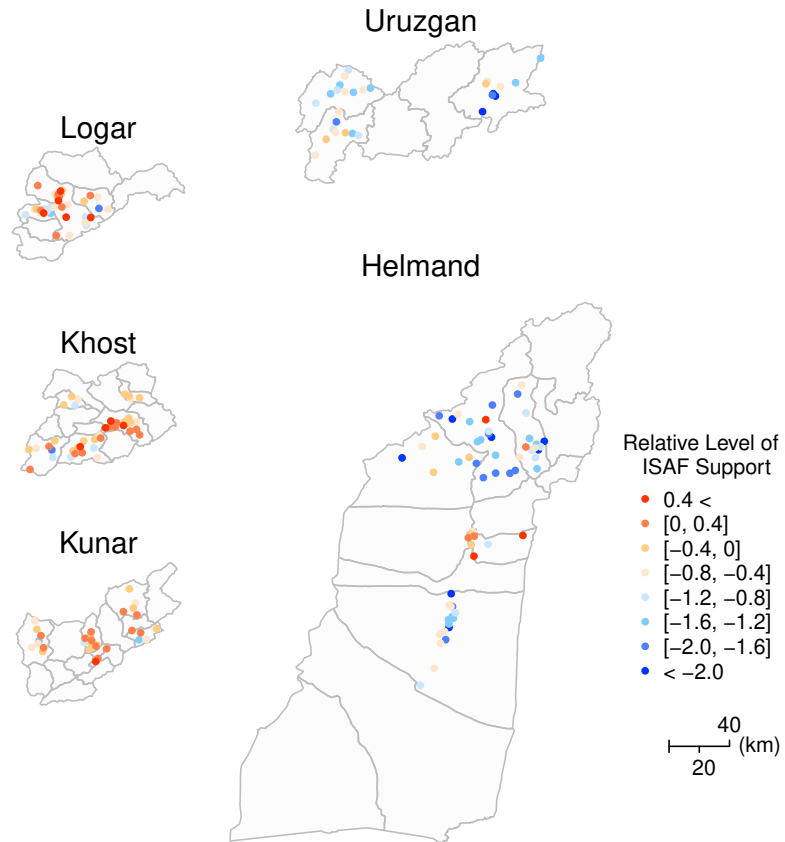 Uruzgan
Logar
Helmand
Khost
Kunar
Relative Level of
ISAF Support
0.4 <
[0, 0.4]
[−0.4, 0]
[−0.8, −0.4]
[−1.2, −0.8]
[−1.6, −1.2]
[−2.0, −1.6]
< −2.0
40
(km)
20